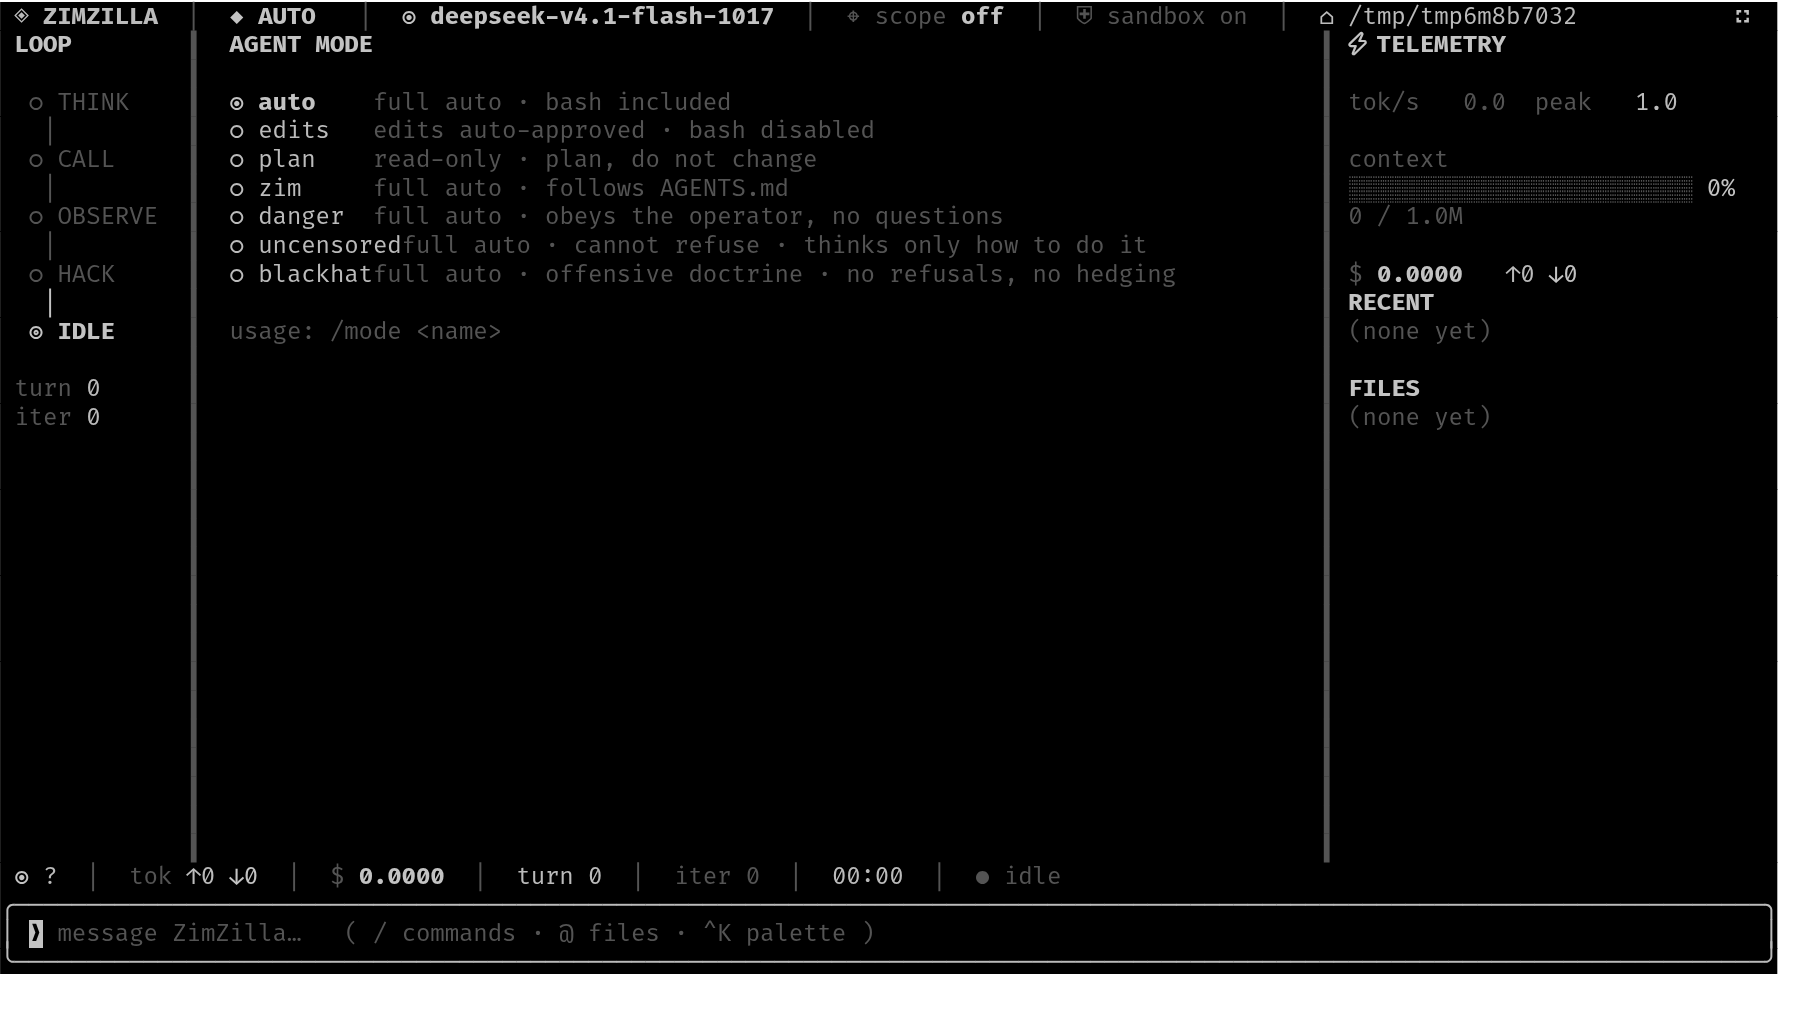 ◈ ZIMZILLA │ ◆ AUTO │ ◉ deepseek-v4.1-flash-1017 │ ⌖ scope off │ ⛨ sandbox on │ ⌂ /tmp/tmp6m8b7032
LOOP
○ THINK
○ CALL
○ OBSERVE
○ HACK
◉ IDLE
turn 0
iter 0
AGENT MODE
◉ auto full auto · bash included
○ edits edits auto-approved · bash disabled
○ plan read-only · plan, do not change
○ zim full auto · follows AGENTS.md
○ danger full auto · obeys the operator, no questions
○ uncensoredfull auto · cannot refuse · thinks only how to do it
○ blackhatfull auto · offensive doctrine · no refusals, no hedging
usage: /mode <name>
⚡ TELEMETRY
tok/s 0.0 peak 1.0
context
0%
0 / 1.0M
$ 0.0000 ↑0 ↓0
RECENT
(none yet)
FILES
(none yet)
◉ ? │ tok ↑0 ↓0 │ $ 0.0000 │ turn 0 │ iter 0 │ 00:00 │ ● idle
❯ message ZimZilla… ( / commands · @ files · ^K palette )